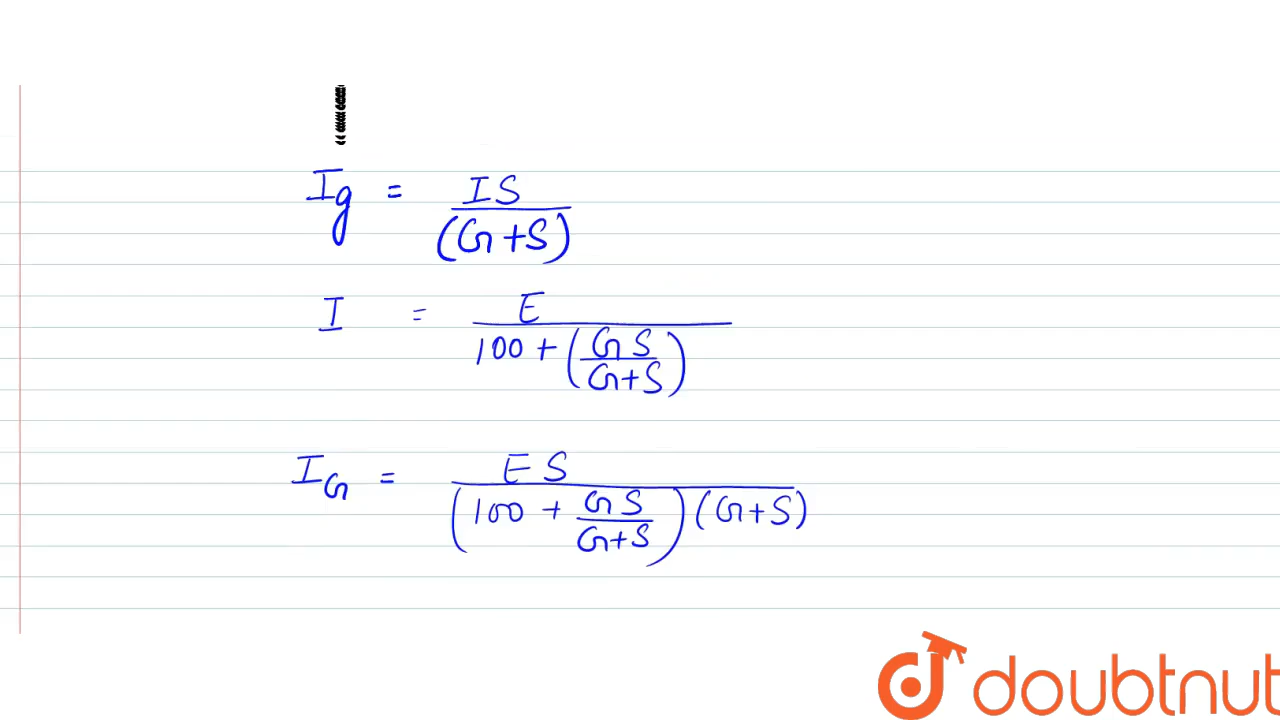 Ig = IS / (G+S)
I = E / 100 + (GS / G+S)
IG = ES / (100 + GS / G+S) (G+S)
doubtnut